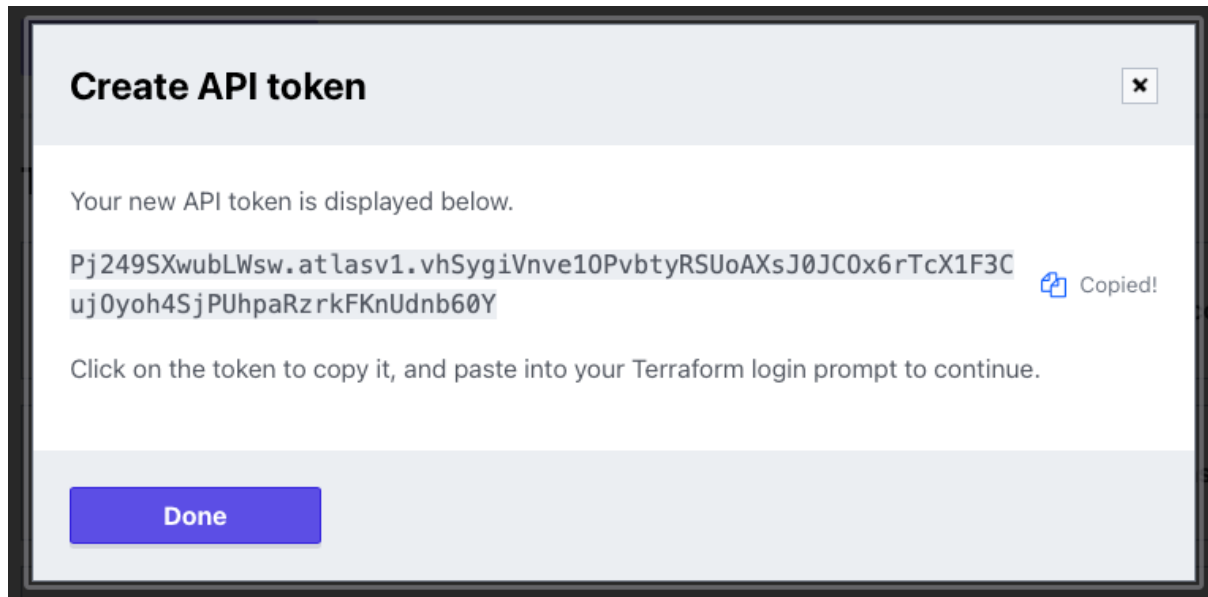 Create API token
Your new API token is displayed below.
Pj249SXwubLWsw.atlasv1.vhSygiVnve1OPvbtyRSUoAXsJ0JCOx6rTcX1F3C
ujOyoh4SjPUhpaRzrkFKnUdnb60Y
Copied!
Click on the token to copy it, and paste into your Terraform login prompt to continue.
Done